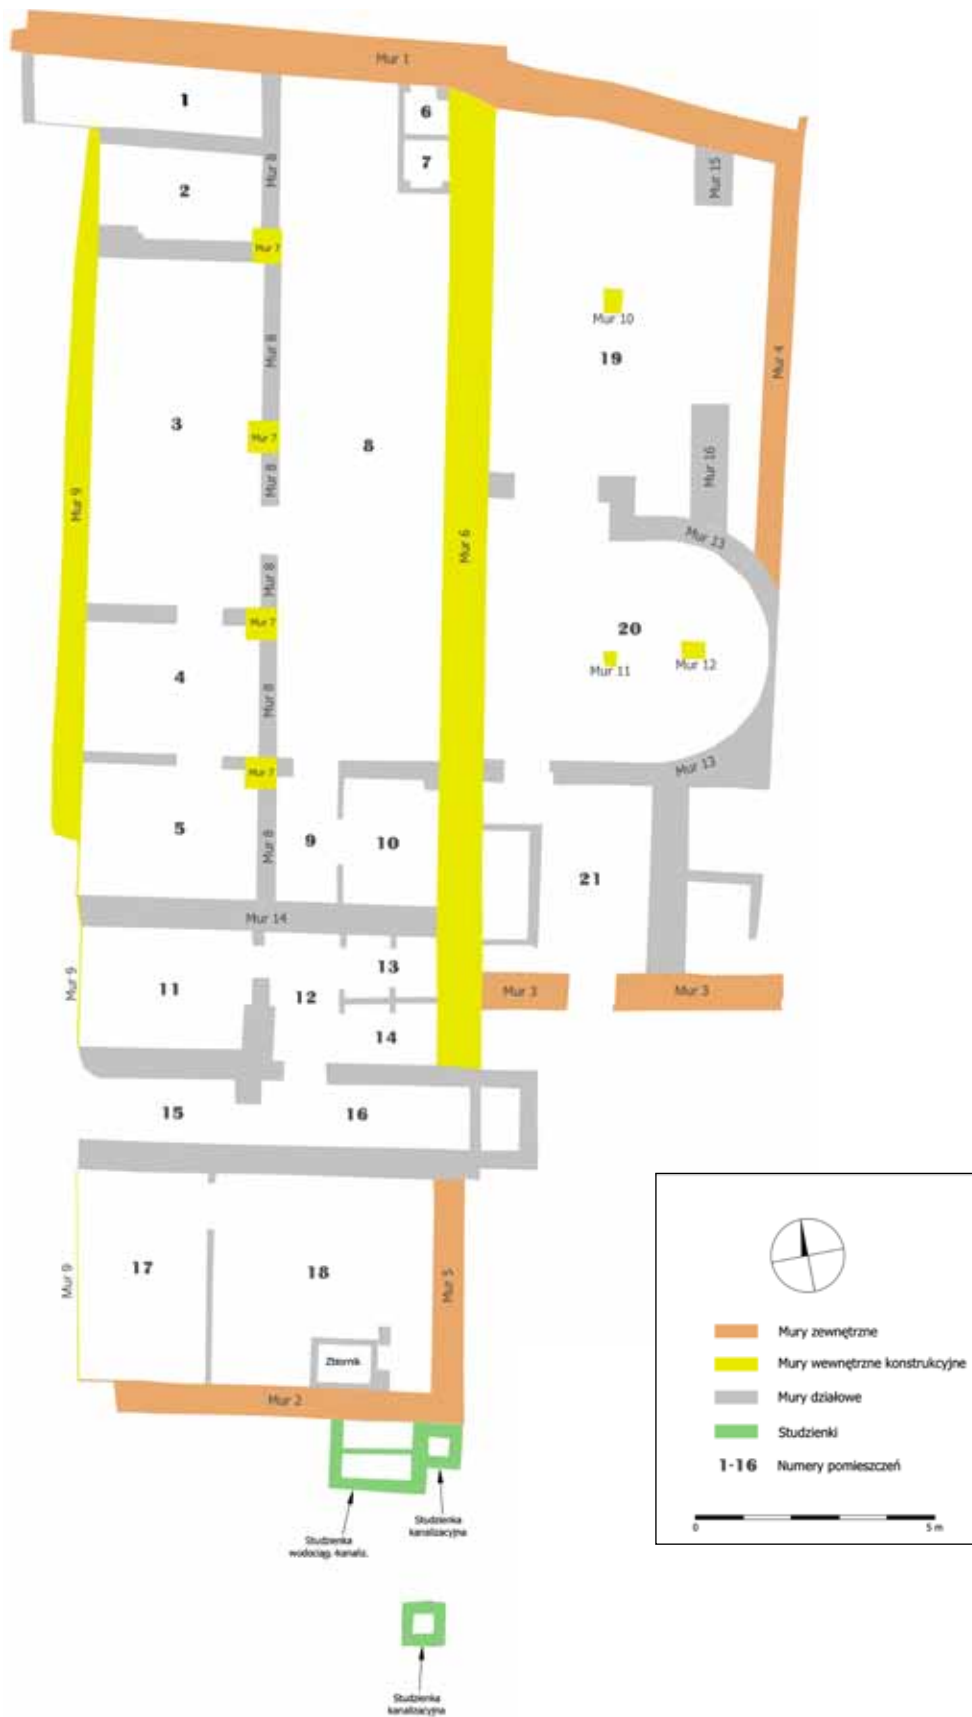 Mur 1
1
6
7
Mur 8
Mur 15
2
Mur 7
Mur 10
19
Mur 8
Mur 4
3
Mur 7
8
Mur 8
Mur 16
Mur 9
Mur 6
Mur 13
Mur 8
Mur 7
20
Mur 11
Mur 12
4
Mur 8
Mur 7
Mur 13
5
Mur 8
9
10
21
Mur 14
13
11
12
Mur 9
Mur 3
Mur 3
14
15
16
17
18
Mur 9
Mur 5
Zbiornik
Mur 2
Studzienka
kanalizacyjna
Studzienka
wodociąg.-kanaliz.
Studzienka
kanalizacyjna
Mury zewnętrzne
Mury wewnętrzne konstrukcyjne
Mury działowe
Studzienki
1-16 Numery pomieszczeń
0 5 m